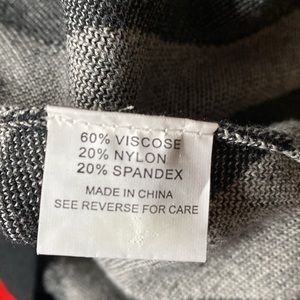 60% VISCOSE
20% NYLON
20% SPANDEX
MADE IN CHINA
SEE REVERSE FOR CARE